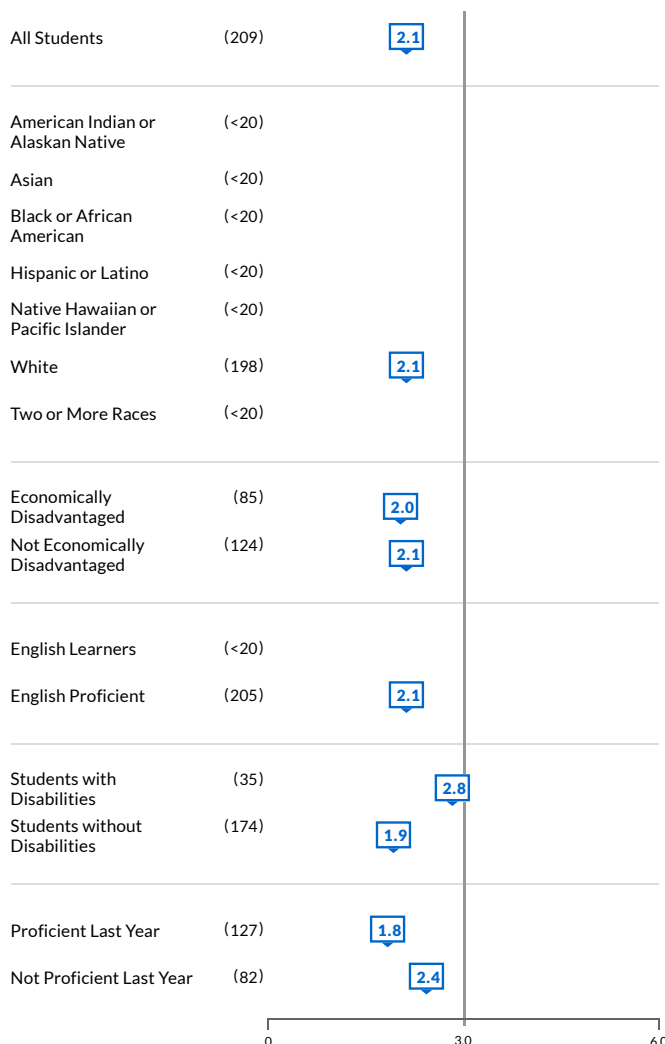 All Students (209) 2.1
American Indian or (<20)
Alaskan Native
Asian (<20)
Black or African (<20)
American
Hispanic or Latino (<20)
Native Hawaiian or (<20)
Pacific Islander
White (198) 2.1
Two or More Races (<20)
Economically (85) 2.0
Disadvantaged
Not Economically (124) 2.1
Disadvantaged
English Learners (<20)
English Proficient (205) 2.1
Students with (35) 2.8
Disabilities
Students without (174) 1.9
Disabilities
Proficient Last Year (127) 1.8
Not Proficient Last Year (82) 2.4
0 3.0 6.0